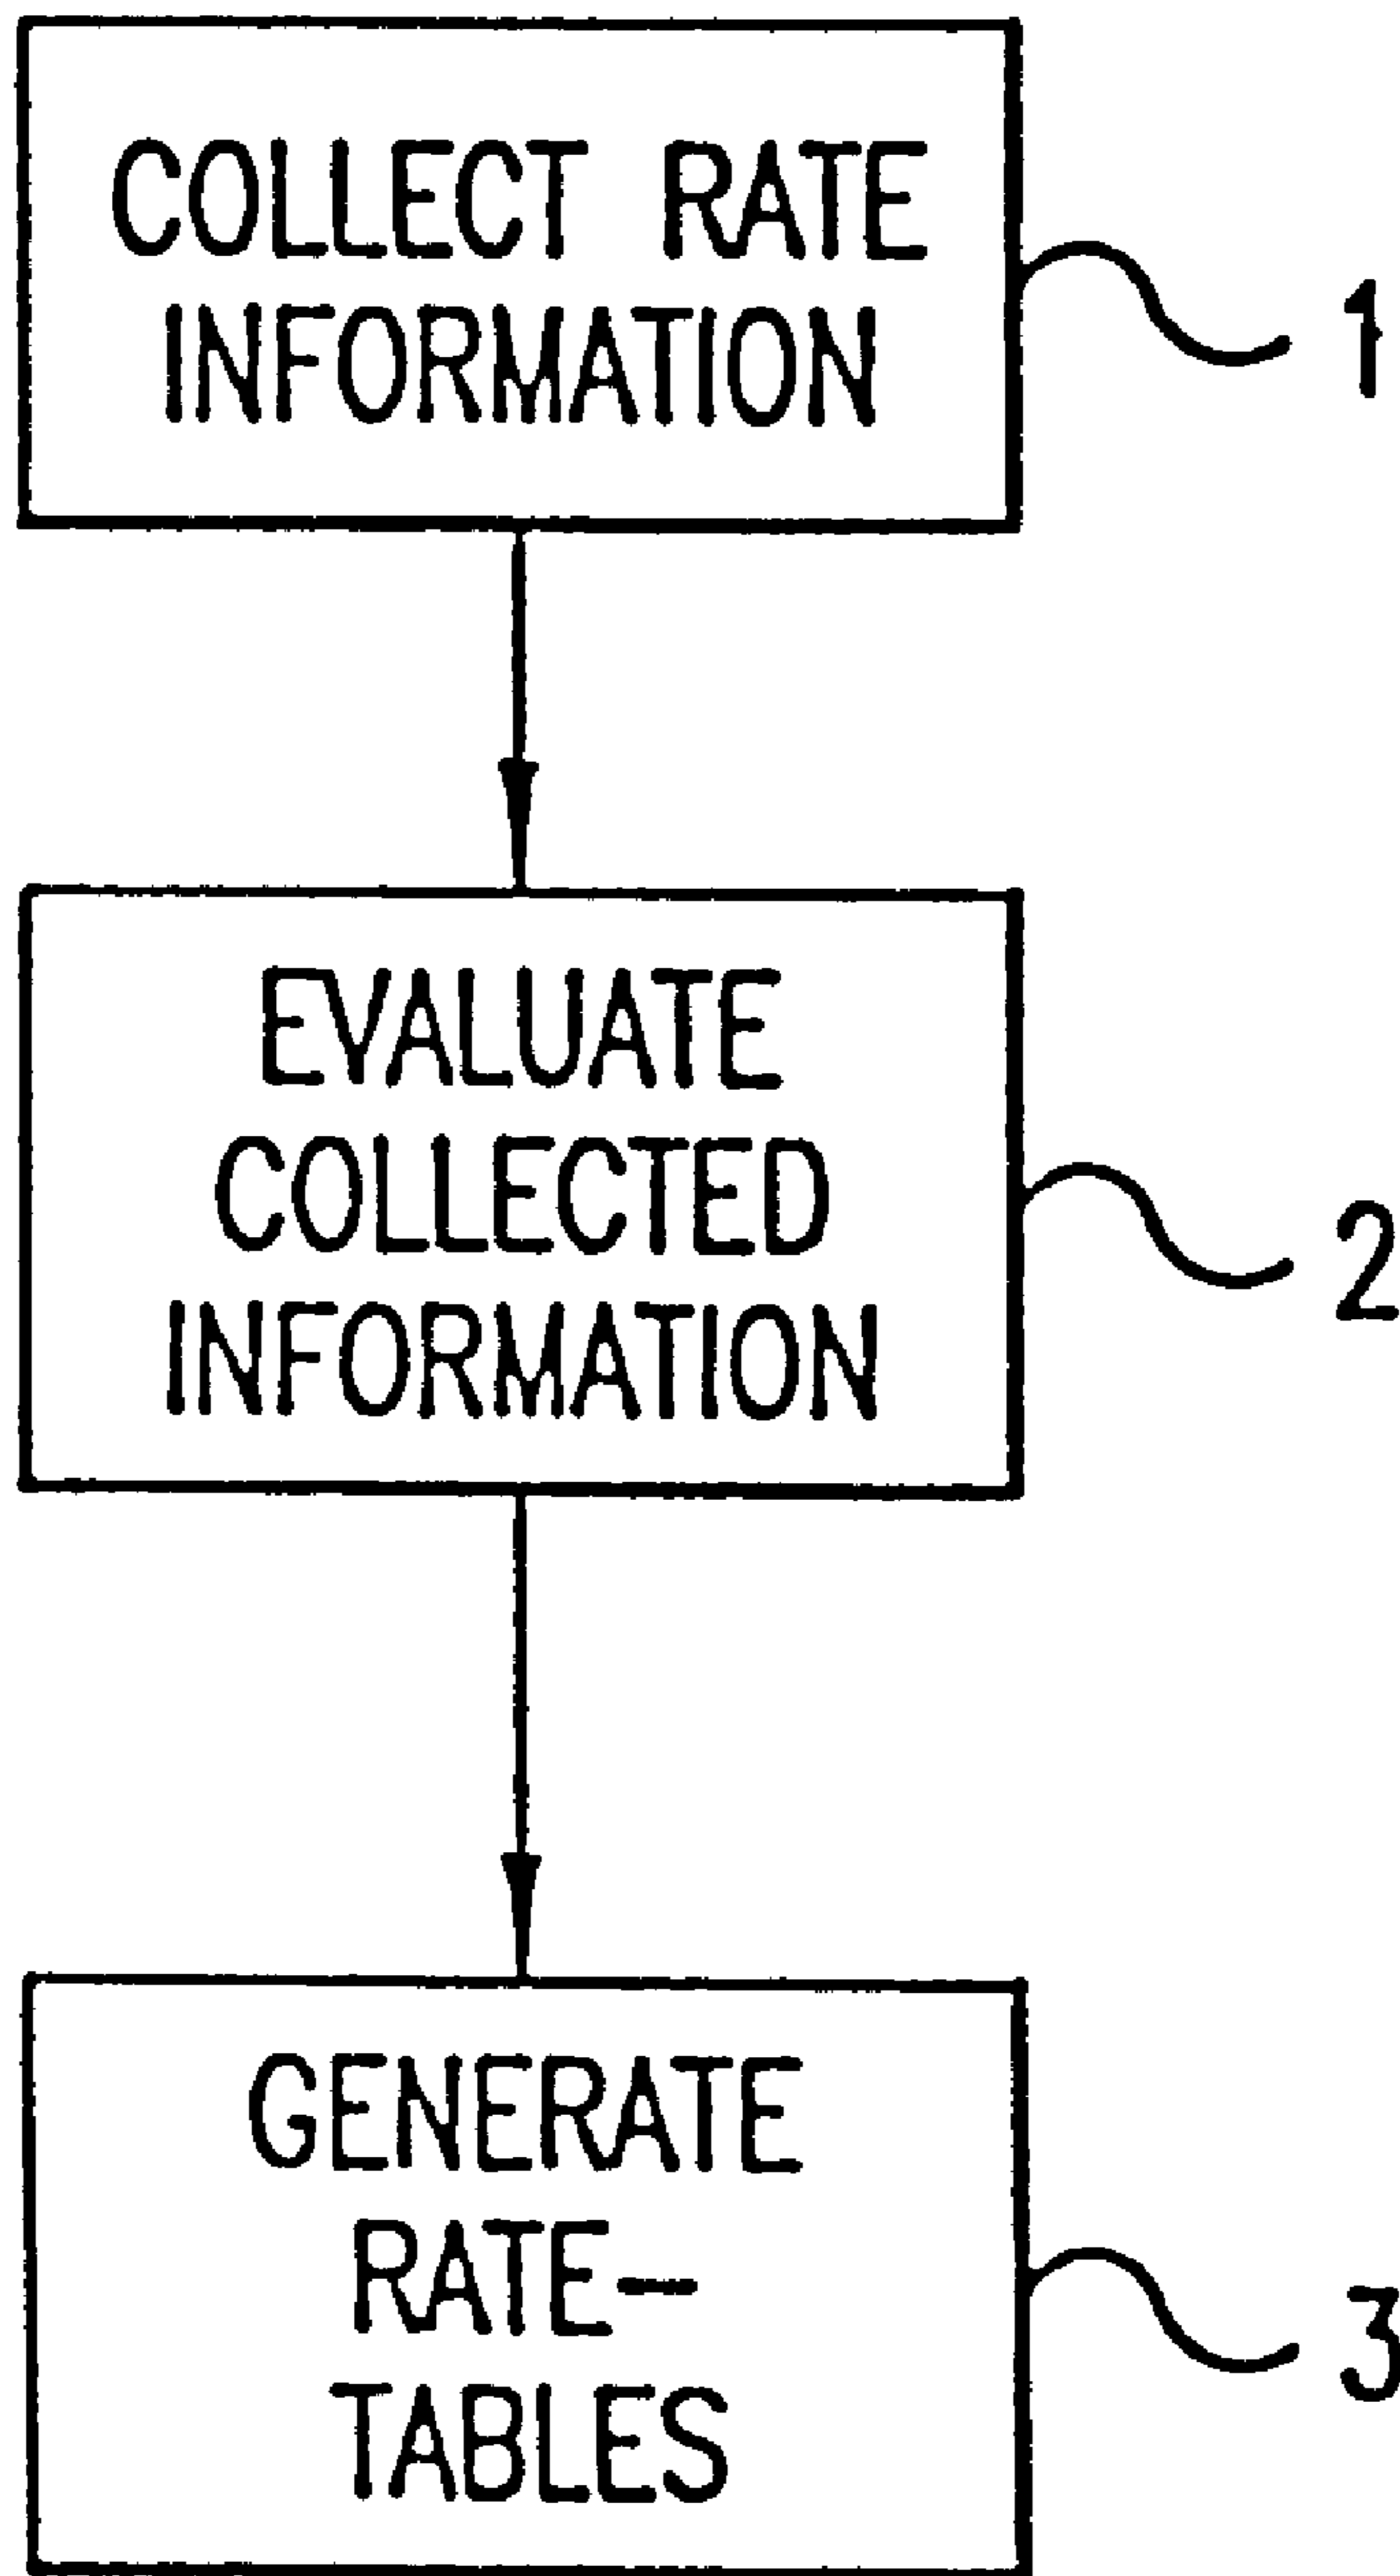 COLLECT RATE
INFORMATION
1
EVALUATE
COLLECTED
INFORMATION
2
GENERATE
RATE-
TABLES
3